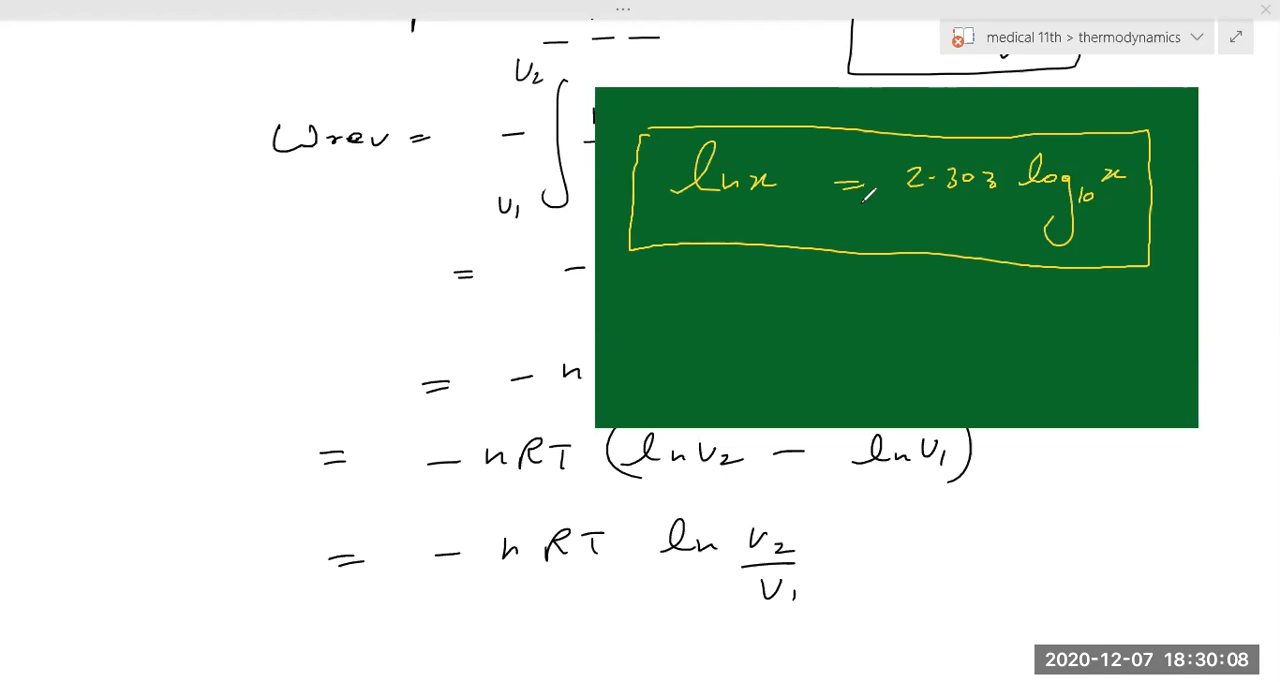 medical 11th > thermodynamics
V₂
Wrev = - ∫
V₁
ln x = 2.303 log₁₀ x
= -
= - n
= - nRT (ln V₂ - ln V₁)
= - nRT ln V₂/V₁
2020-12-07 18:30:08